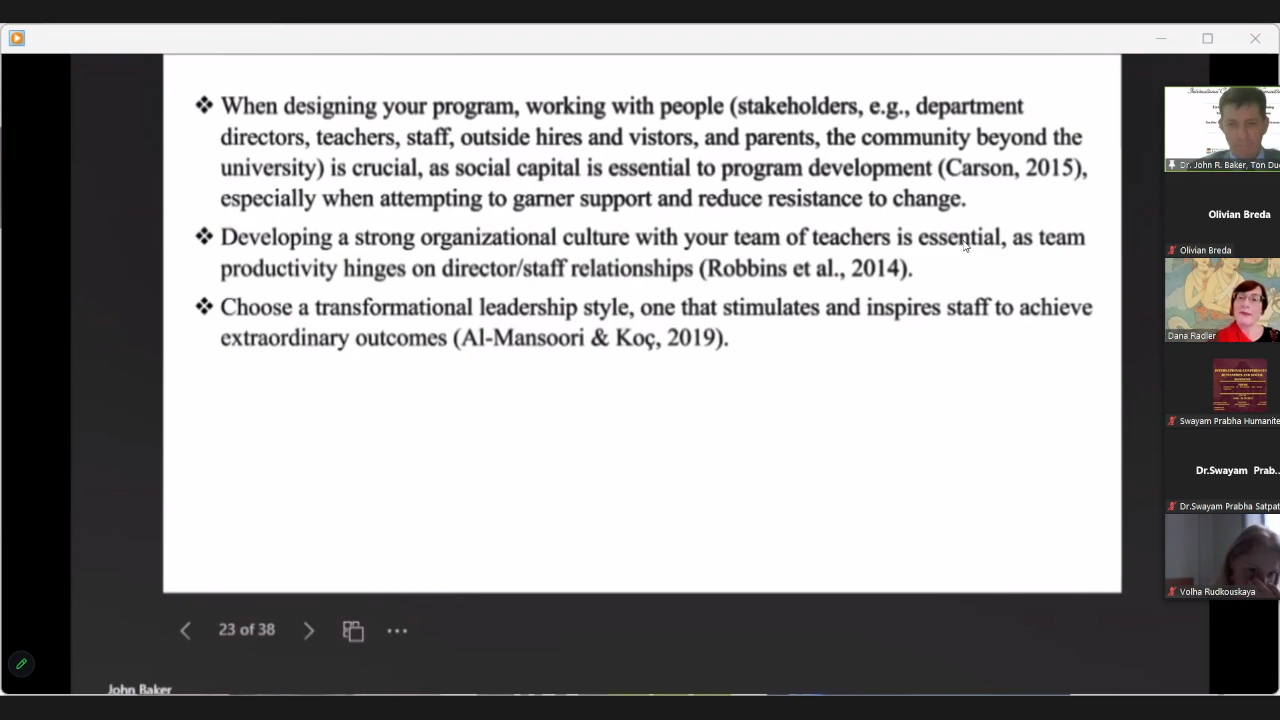 ❖ When designing your program, working with people (stakeholders, e.g., department
directors, teachers, staff, outside hires and vistors, and parents, the community beyond the
university) is crucial, as social capital is essential to program development (Carson, 2015),
especially when attempting to garner support and reduce resistance to change.
❖ Developing a strong organizational culture with your team of teachers is essential, as team
productivity hinges on director/staff relationships (Robbins et al., 2014).
❖ Choose a transformational leadership style, one that stimulates and inspires staff to achieve
extraordinary outcomes (Al-Mansoori & Koç, 2019).
23 of 38
John Baker
Dr. John R. Baker, Ton Du
Olivian Breda
Olivian Breda
Dana Radler
Swayam Prabha Humanite
Dr.Swayam Prab...
Dr.Swayam Prabha Satpat
Volha Rudkouskaya